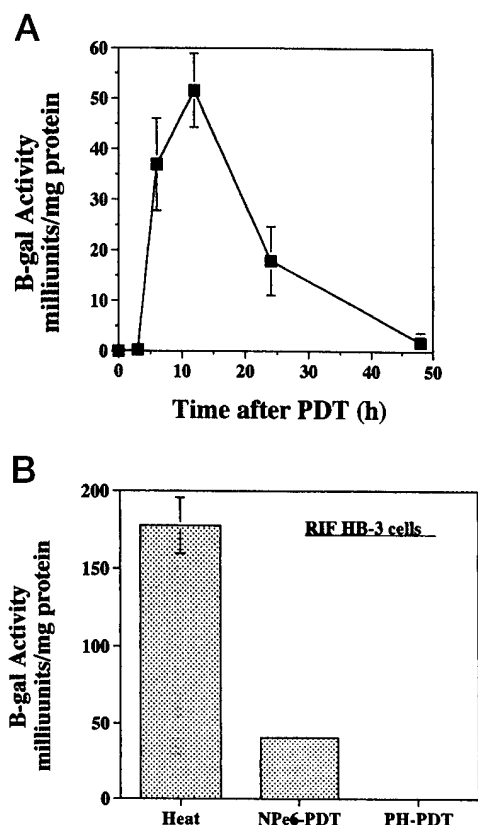 A
B-gal Activity
milliunits/mg protein
60
50
40
30
20
10
0
0 10 20 30 40 50
Time after PDT (h)
B
B-gal Activity
milliuunits/mg protein
200
150
100
50
0
RIF HB-3 cells
Heat NPe6-PDT PH-PDT